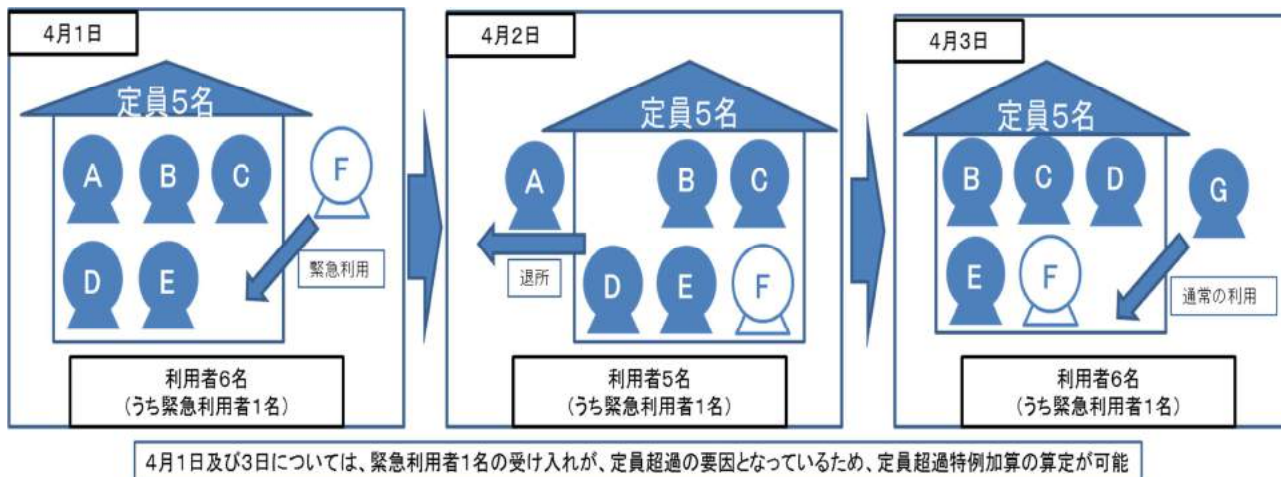 4月1日
定員5名
A B C F
D E
緊急利用
利用者6名
(うち緊急利用者1名)
4月2日
定員5名
A B C
D E F
退所
利用者5名
(うち緊急利用者1名)
4月3日
定員5名
B C D G
E F
通常の利用
利用者6名
(うち緊急利用者1名)
4月1日及び3日については、緊急利用者1名の受け入れが、定員超過の要因となっているため、定員超過特例加算の算定が可能